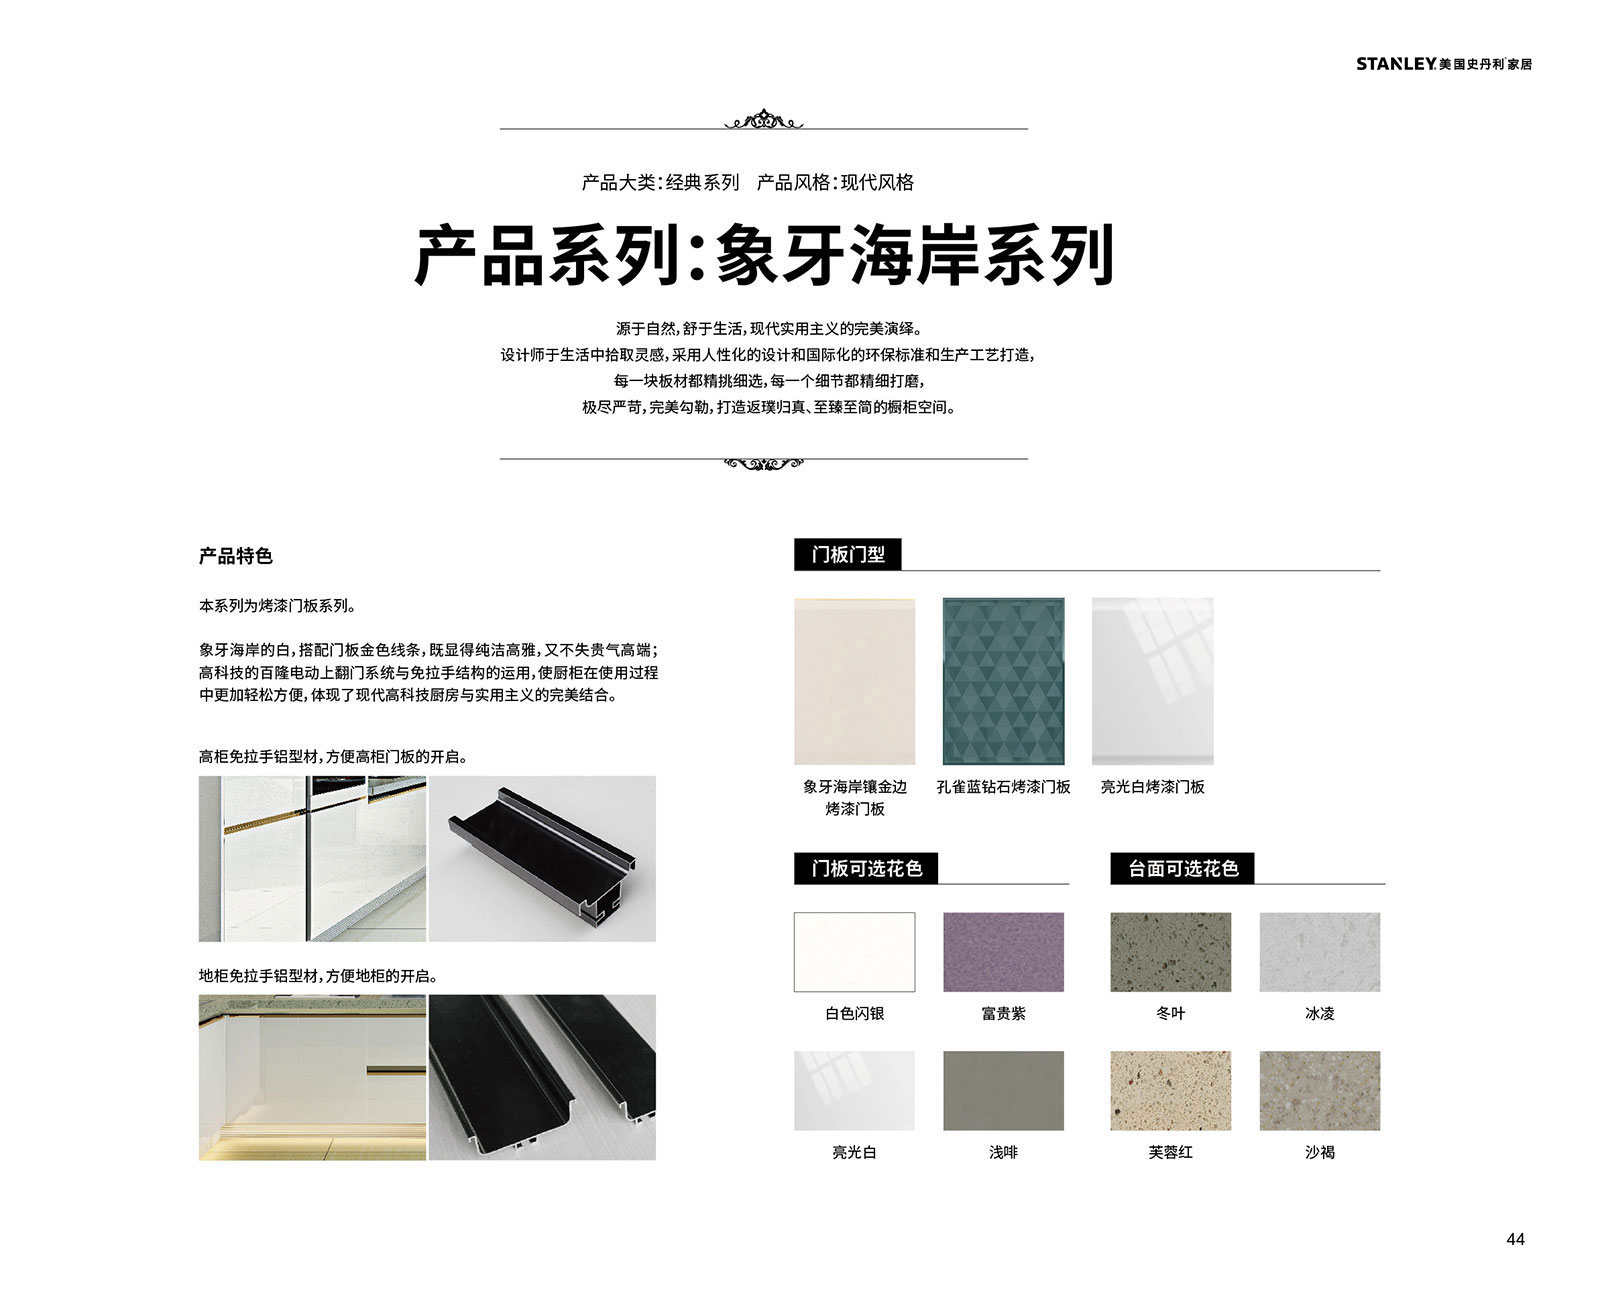 STANLEY 美国史丹利家居
产品大类：经典系列 产品风格：现代风格
产品系列：象牙海岸系列
源于自然，舒于生活，现代实用主义的完美演绎。
设计师于生活中拾取灵感，采用人性化的设计和国际化的环保标准和生产工艺打造，
每一块板材都精挑细选，每一个细节都精细打磨，
极尽严苛，完美勾勒，打造返璞归真、至臻至简的橱柜空间。
产品特色
本系列为烤漆门板系列。
象牙海岸的白，搭配门板金色线条，既显得纯洁高雅，又不失贵气高端；
高科技的百隆电动上翻门系统与免拉手结构的运用，使厨柜在使用过程
中更加轻松方便，体现了现代高科技厨房与实用主义的完美结合。
高柜免拉手铝型材，方便高柜门板的开启。
地柜免拉手铝型材，方便地柜的开启。
门板门型
象牙海岸镶金边
烤漆门板
孔雀蓝钻石烤漆门板
亮光白烤漆门板
门板可选花色
白色闪银
富贵紫
亮光白
浅啡
台面可选花色
冬叶
冰凌
芙蓉红
沙褐
44